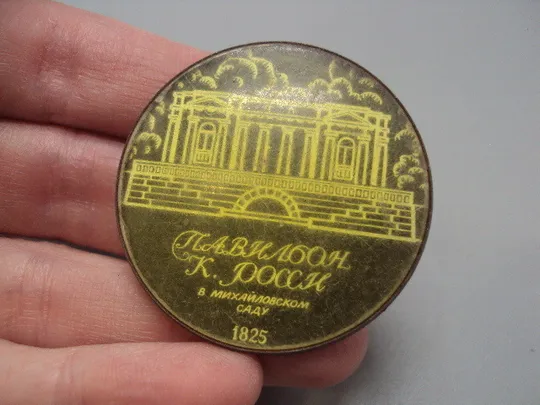 ПАВИЛЬОН
К. РОССИ
В МИХАЙЛОВСКОМ
САДУ
1825